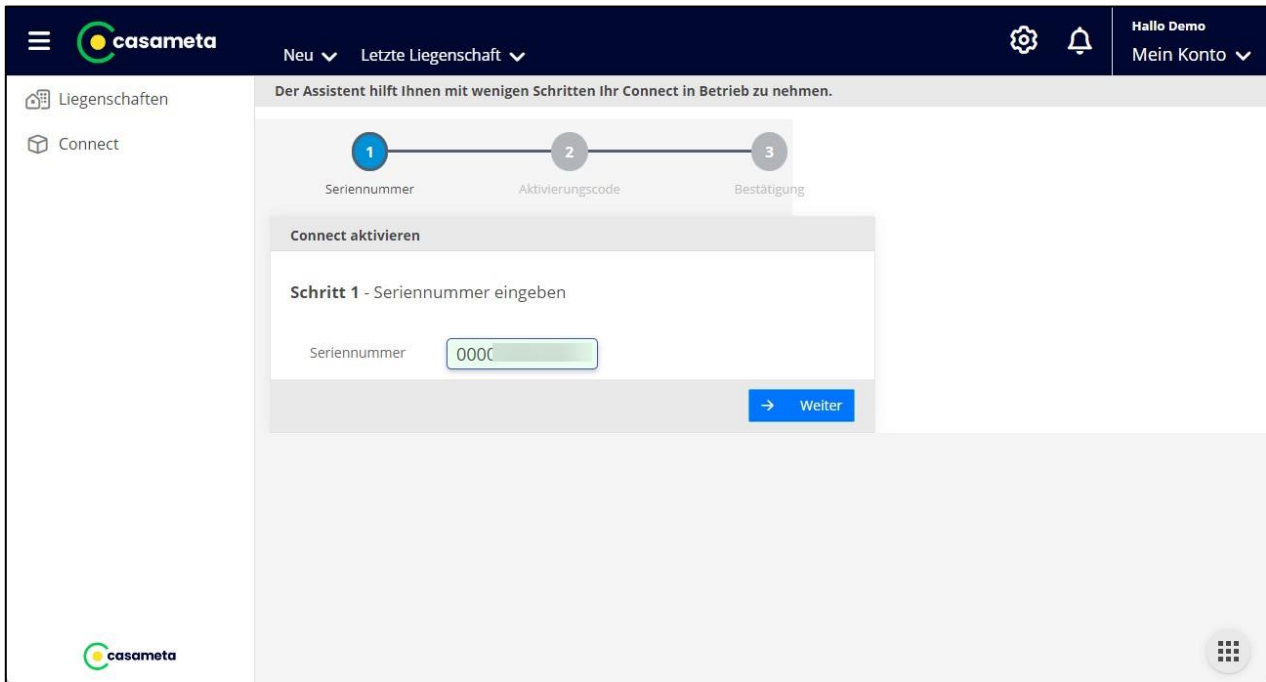 casameta
Neu
Letzte Liegenschaft
Hallo Demo
Mein Konto
Liegenschaften
Connect
Der Assistent hilft Ihnen mit wenigen Schritten Ihr Connect in Betrieb zu nehmen.
1
2
3
Seriennummer
Aktivierungscode
Bestätigung
Connect aktivieren
Schritt 1 - Seriennummer eingeben
Seriennummer
000
Weiter
casameta